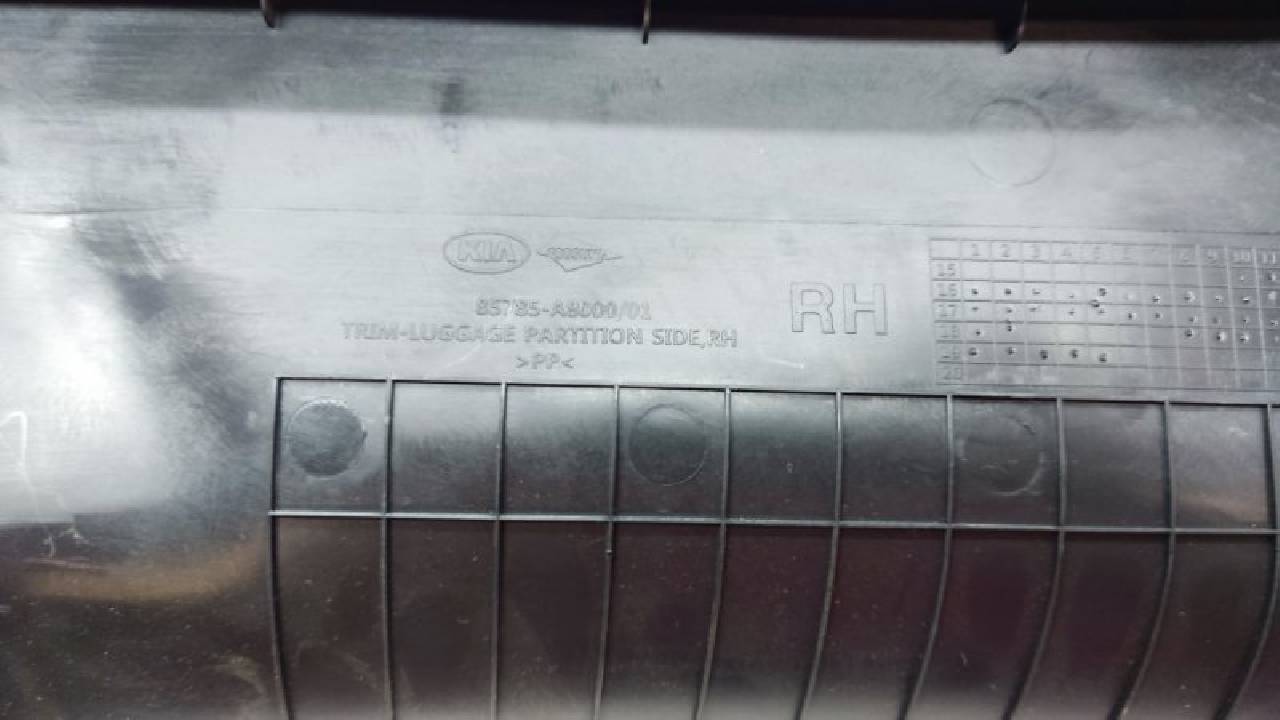 KIA
85785-A8000/01
TRIM-LUGGAGE PARTITION SIDE,RH
>PP<
RH
1 2 3 4 5 6 7 8 9 10 11
15
16
17
18
19
20